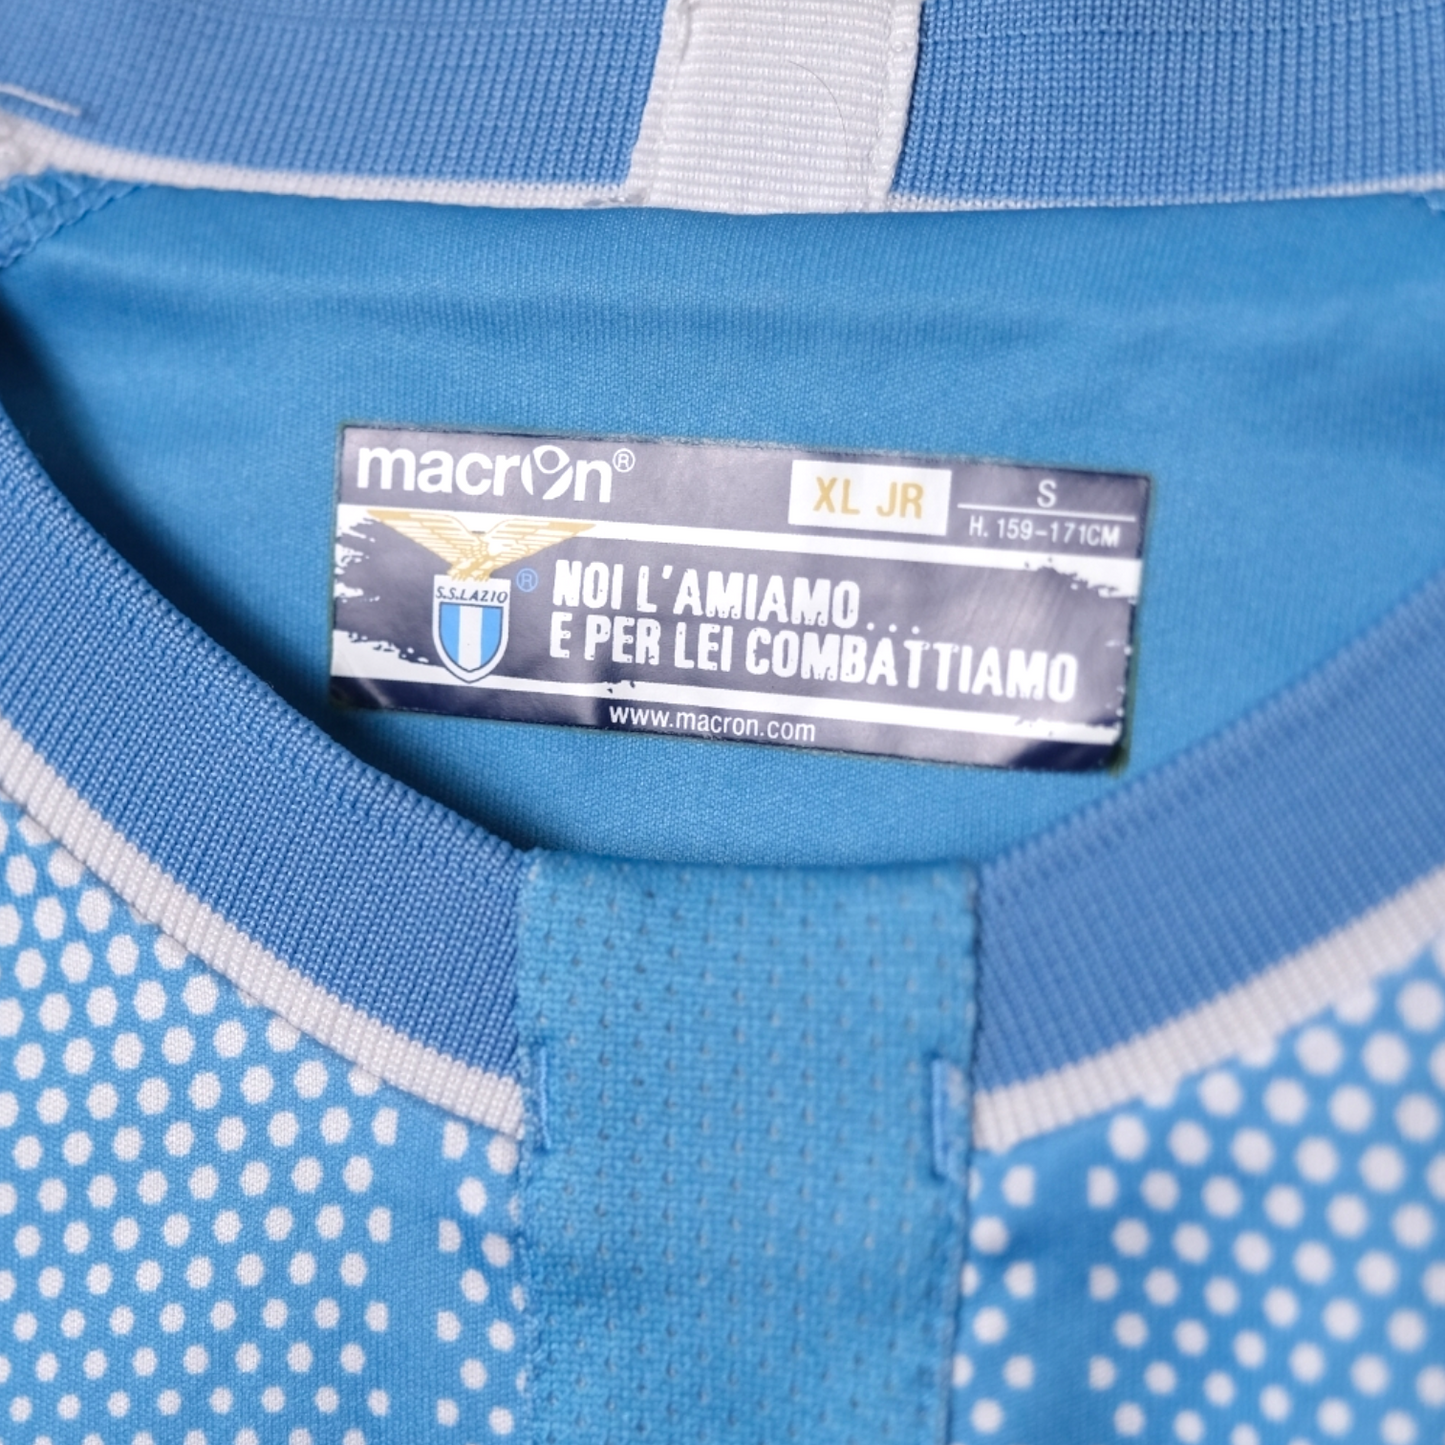 macron®
XL JR
S
H. 159-171CM
S.S.LAZIO ®
NOI L'AMIAMO...
E PER LEI COMBATTIAMO
www.macron.com